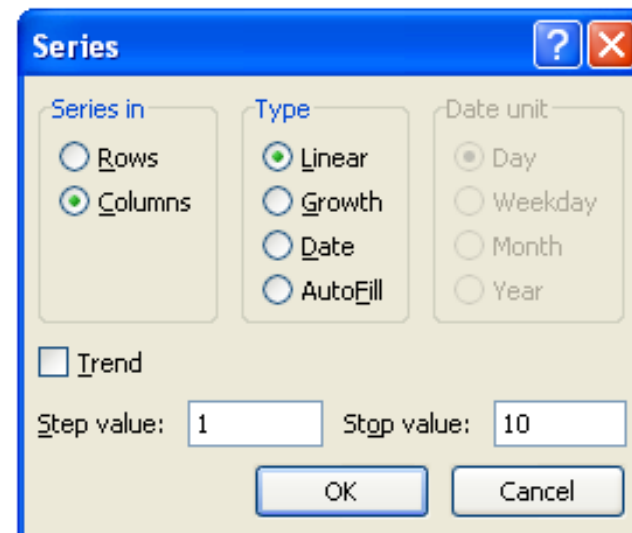 Series
?
Series in
Rows
Columns
Type
Linear
Growth
Date
AutoFill
Date unit
Day
Weekday
Month
Year
Trend
Step value: 1 Stop value: 10
OK Cancel